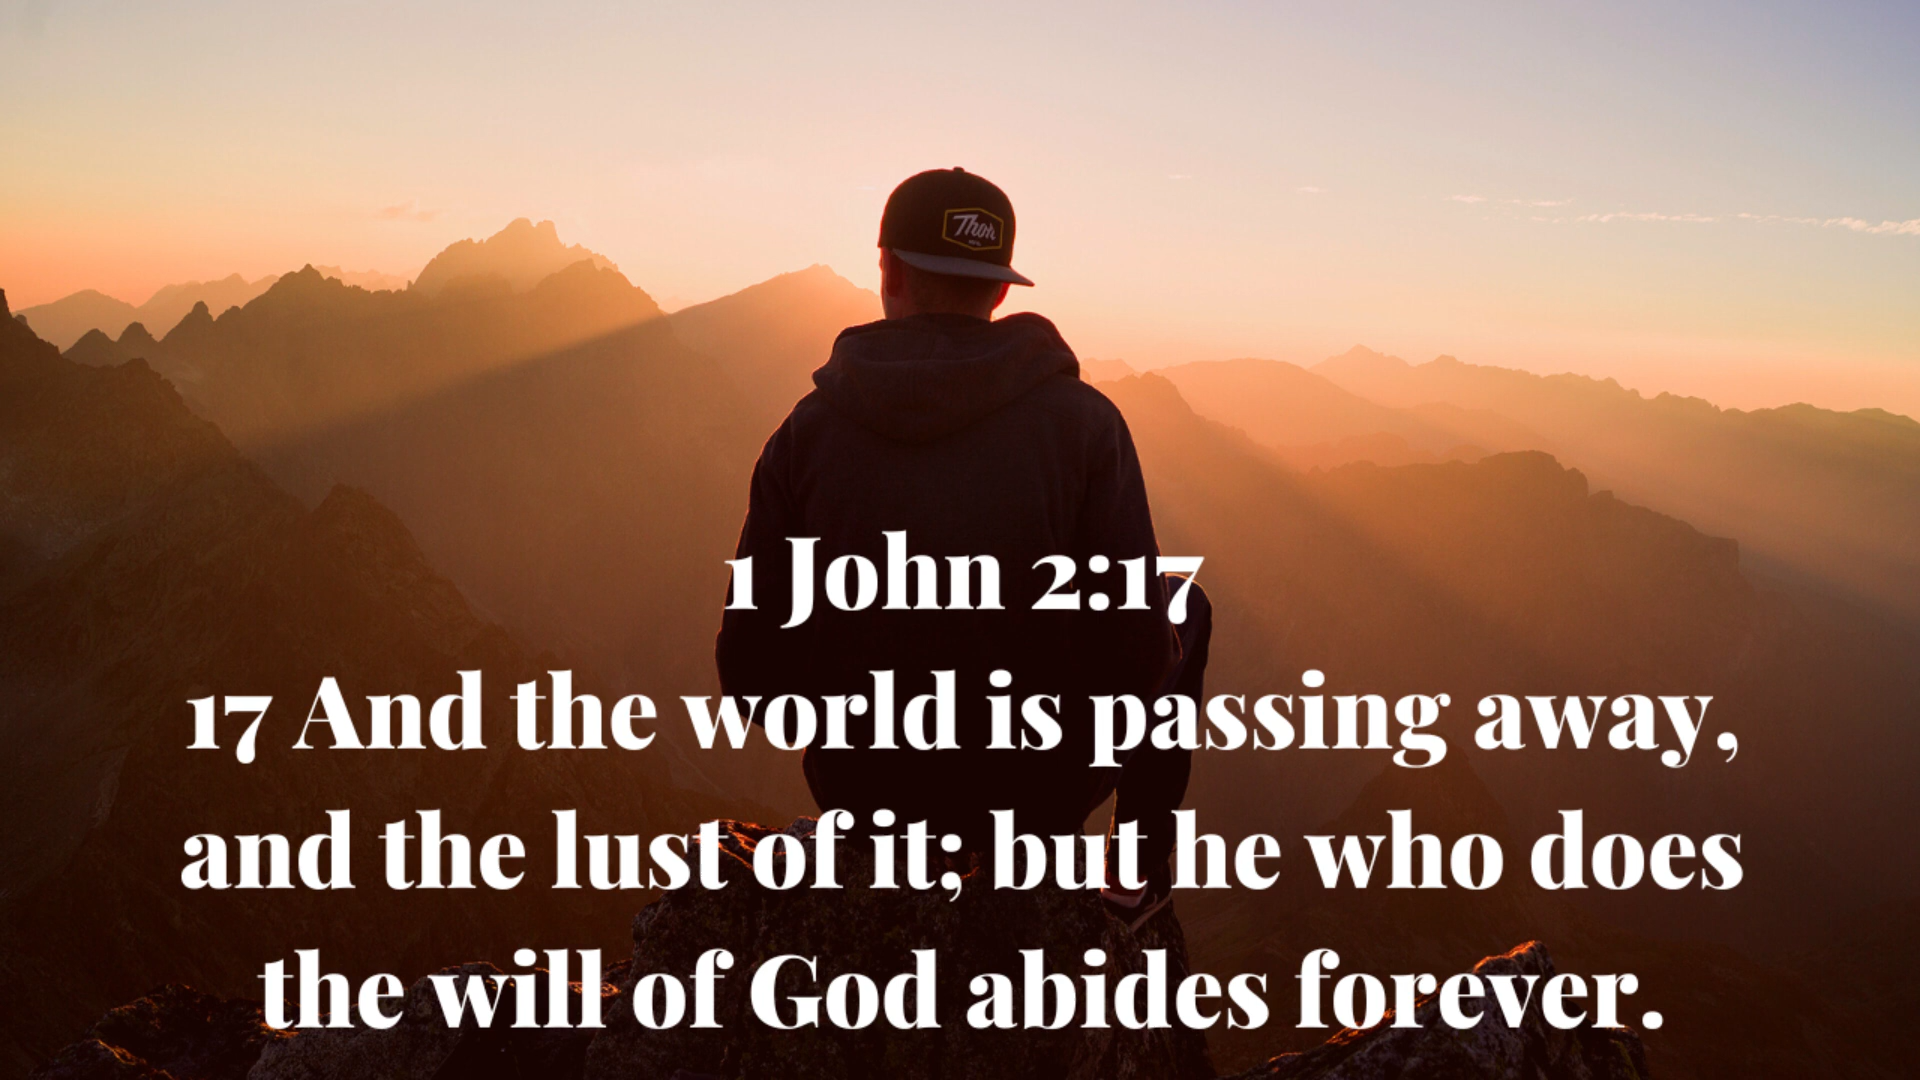 Thor
1 John 2:17
17 And the world is passing away,
and the lust of it; but he who does
the will of God abides forever.